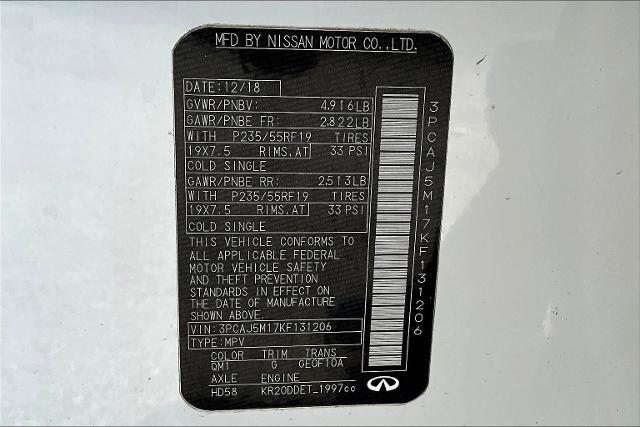 MFD BY NISSAN MOTOR CO.,LTD.
DATE:12/18
GVWR/PNBV: 4,916LB
GAWR/PNBE FR: 2,822LB
WITH P235/55RF19 TIRES
19X7.5 RIMS.AT 33 PSI
COLD SINGLE
GAWR/PNBE RR: 2,513LB
WITH P235/55RF19 TIRES
19X7.5 RIMS.AT 33 PSI
COLD SINGLE
THIS VEHICLE CONFORMS TO
ALL APPLICABLE FEDERAL
MOTOR VEHICLE SAFETY
AND THEFT PREVENTION
STANDARDS IN EFFECT ON
THE DATE OF MANUFACTURE
SHOWN ABOVE.
VIN: 3PCAJ5M17KF131206
TYPE:MPV
COLOR TRIM TRANS
QM1 G GE0F10A
AXLE ENGINE
HD58 KR20DDET_1997cc
3PCAJ5M17KF131206